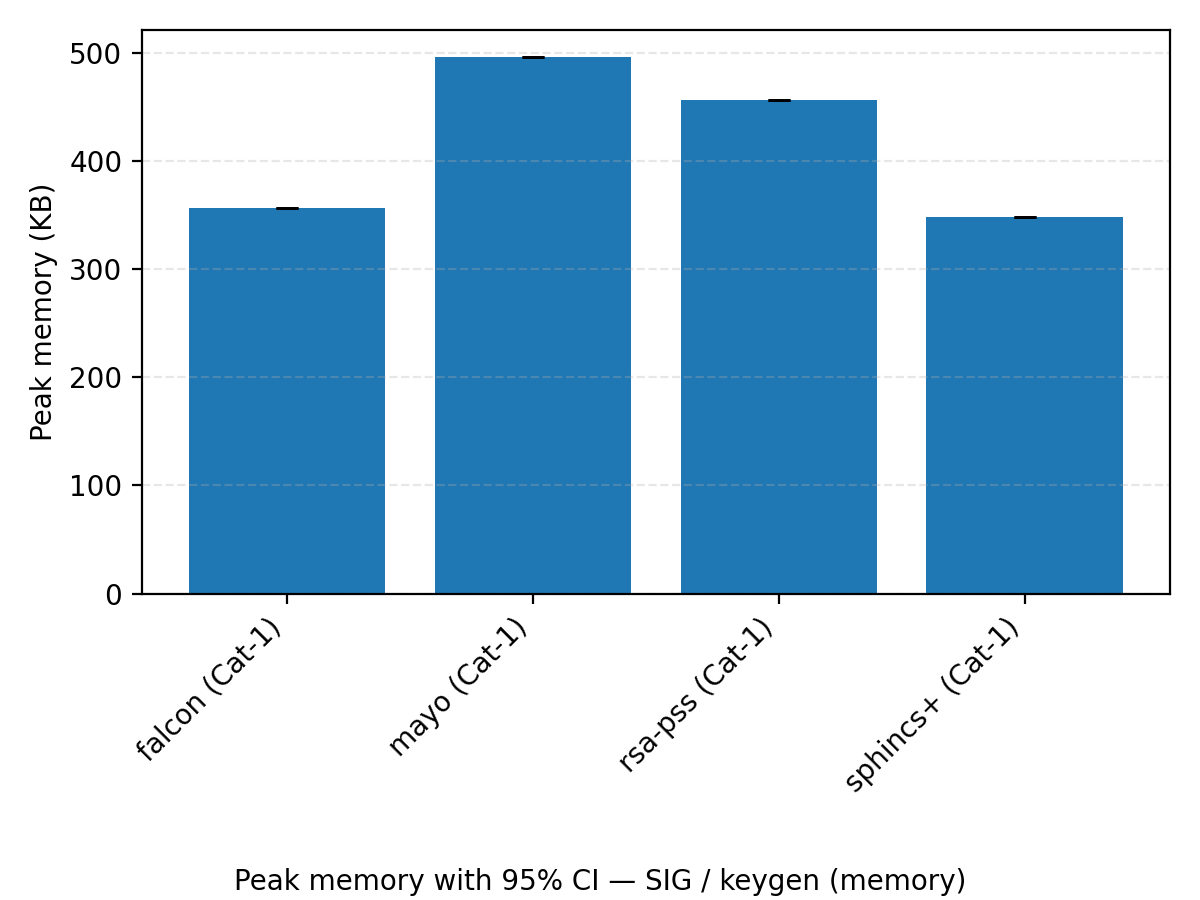 500
400
300
200
100
0
Peak memory (KB)
falcon (Cat-1)
mayo (Cat-1)
rsa-pss (Cat-1)
sphincs+ (Cat-1)
Peak memory with 95% CI — SIG / keygen (memory)